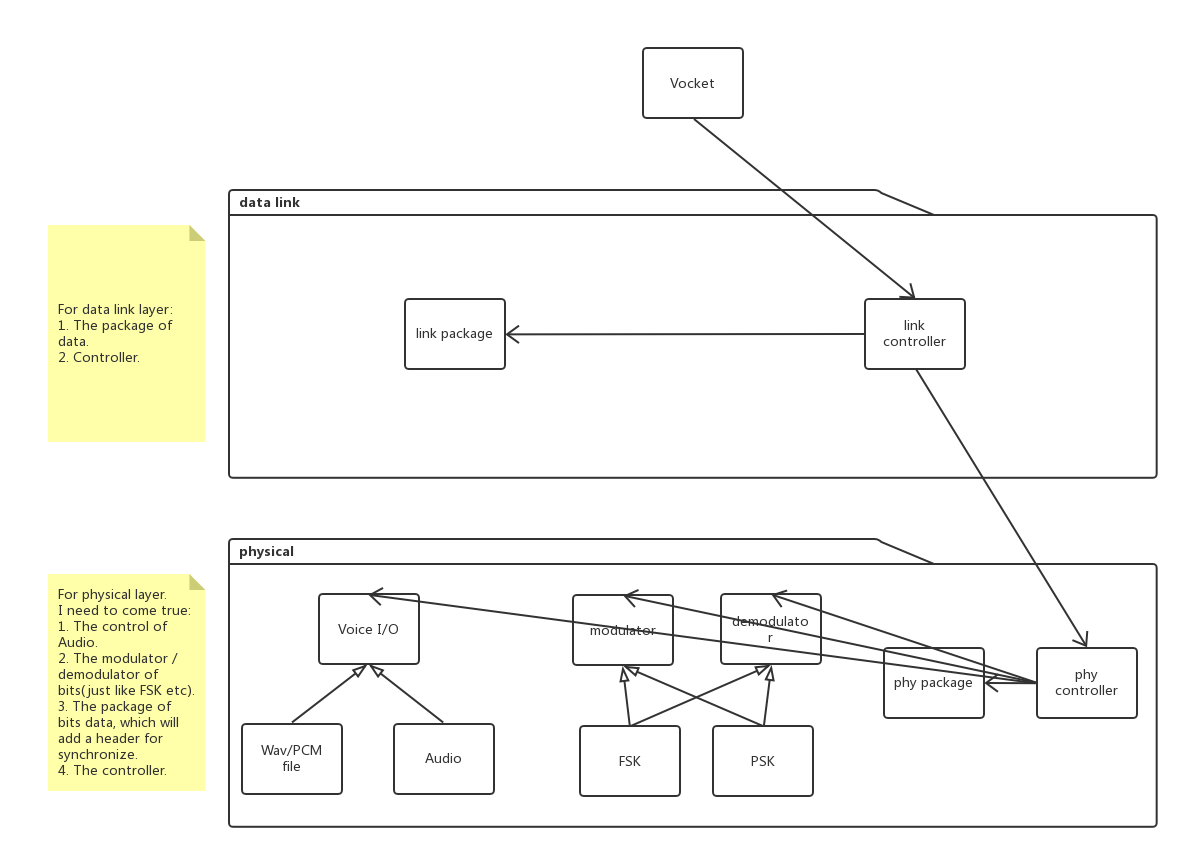 Vocket
data link
For data link layer:
1. The package of
data.
2. Controller.
link package
link
controller
physical
For physical layer.
I need to come true:
1. The control of
Audio.
2. The modulator /
demodulator of
bits(just like FSK etc).
3. The package of
bits data, which will
add a header for
synchronize.
4. The controller.
Voice I/O
modulator
demodulato
r
phy package
phy
controller
Wav/PCM
file
Audio
FSK
PSK